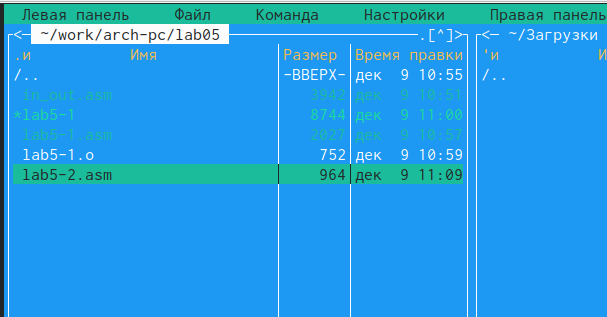 Левая панель Файл Команда Настройки Правая панель
<— ~/work/arch-pc/lab05 .[^]> <— ~/Загрузки
.и Имя Размер Время правки 'и И
/.. -ВВЕРХ- дек 9 10:55 /..
in_out.asm 3942 дек 9 10:51
*lab5-1 8744 дек 9 11:00
lab5-1.asm 2027 дек 9 10:57
lab5-1.o 752 дек 9 10:59
lab5-2.asm 964 дек 9 11:09